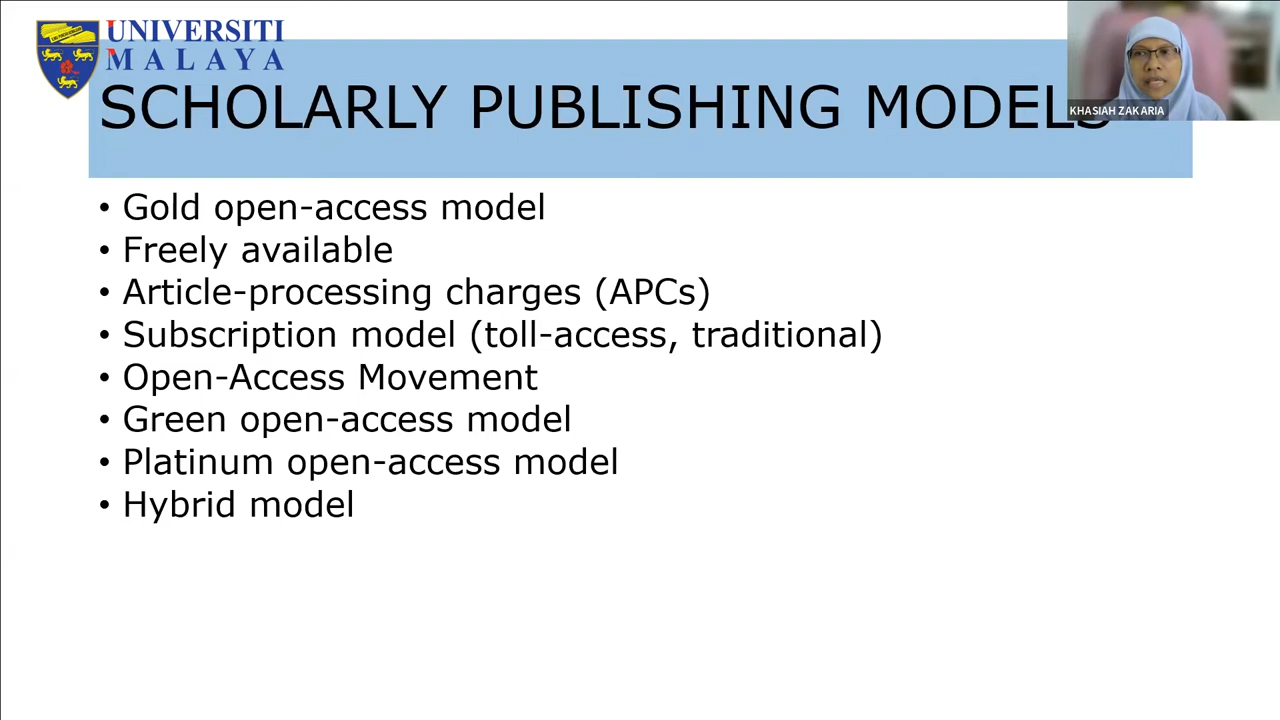 UNIVERSITI
MALAYA
SCHOLARLY PUBLISHING MODELS
KHASIAH ZAKARIA
• Gold open-access model
• Freely available
• Article-processing charges (APCs)
• Subscription model (toll-access, traditional)
• Open-Access Movement
• Green open-access model
• Platinum open-access model
• Hybrid model